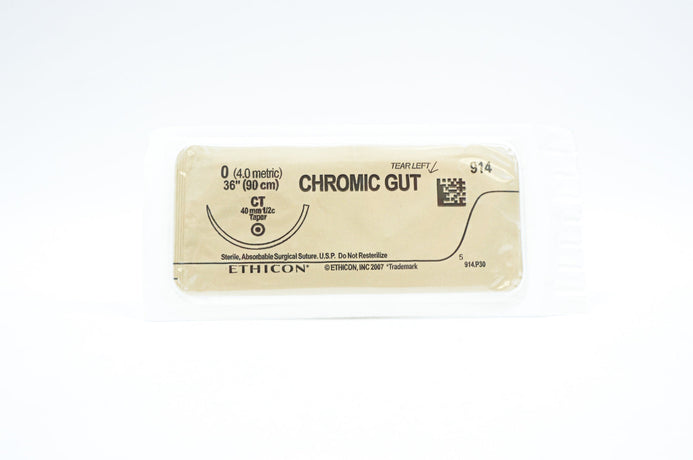 0 (4.0 metric)
36" (90 cm)
CT
40 mm 1/2c
Taper
TEAR LEFT
CHROMIC GUT
914
Sterile, Absorbable Surgical Suture. U.S.P. Do Not Resterilize
5
ETHICON*
©ETHICON, INC 2007 *Trademark
914.P30